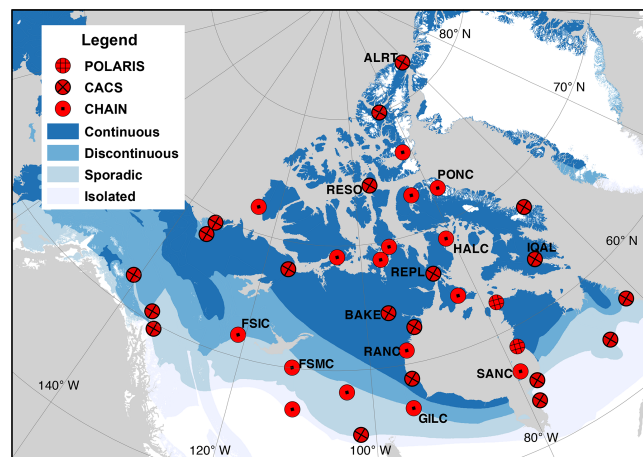 Legend
POLARIS
CACS
CHAIN
Continuous
Discontinuous
Sporadic
Isolated
80° N
ALRT
70° N
PONC
RESO
HALC
IQAL
60° N
REPL
BAKE
FSIC
RANC
FSMC
SANC
140° W
GILC
120° W
100° W
80° W